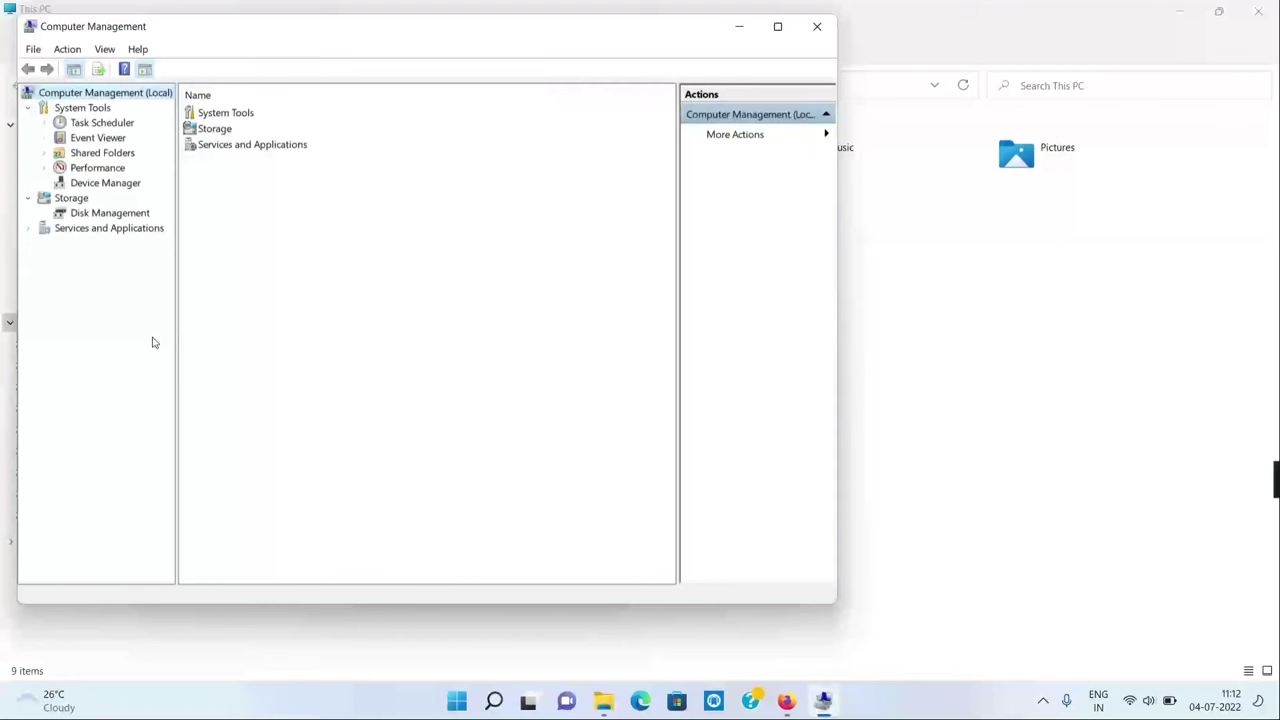 This PC
Computer Management
File Action View Help
Computer Management (Local)
System Tools
Task Scheduler
Event Viewer
Shared Folders
Performance
Device Manager
Storage
Disk Management
Services and Applications
Name
System Tools
Storage
Services and Applications
Actions
Computer Management (Loc...
More Actions
Search This PC
usic
Pictures
9 items
26°C
Cloudy
ENG
IN
11:12
04-07-2022